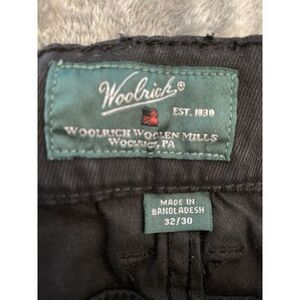 Woolrich®
EST. 1830
WOOLRICH WOOLEN MILLS
WOOLRICH, PA
MADE IN
BANGLADESH
32/30